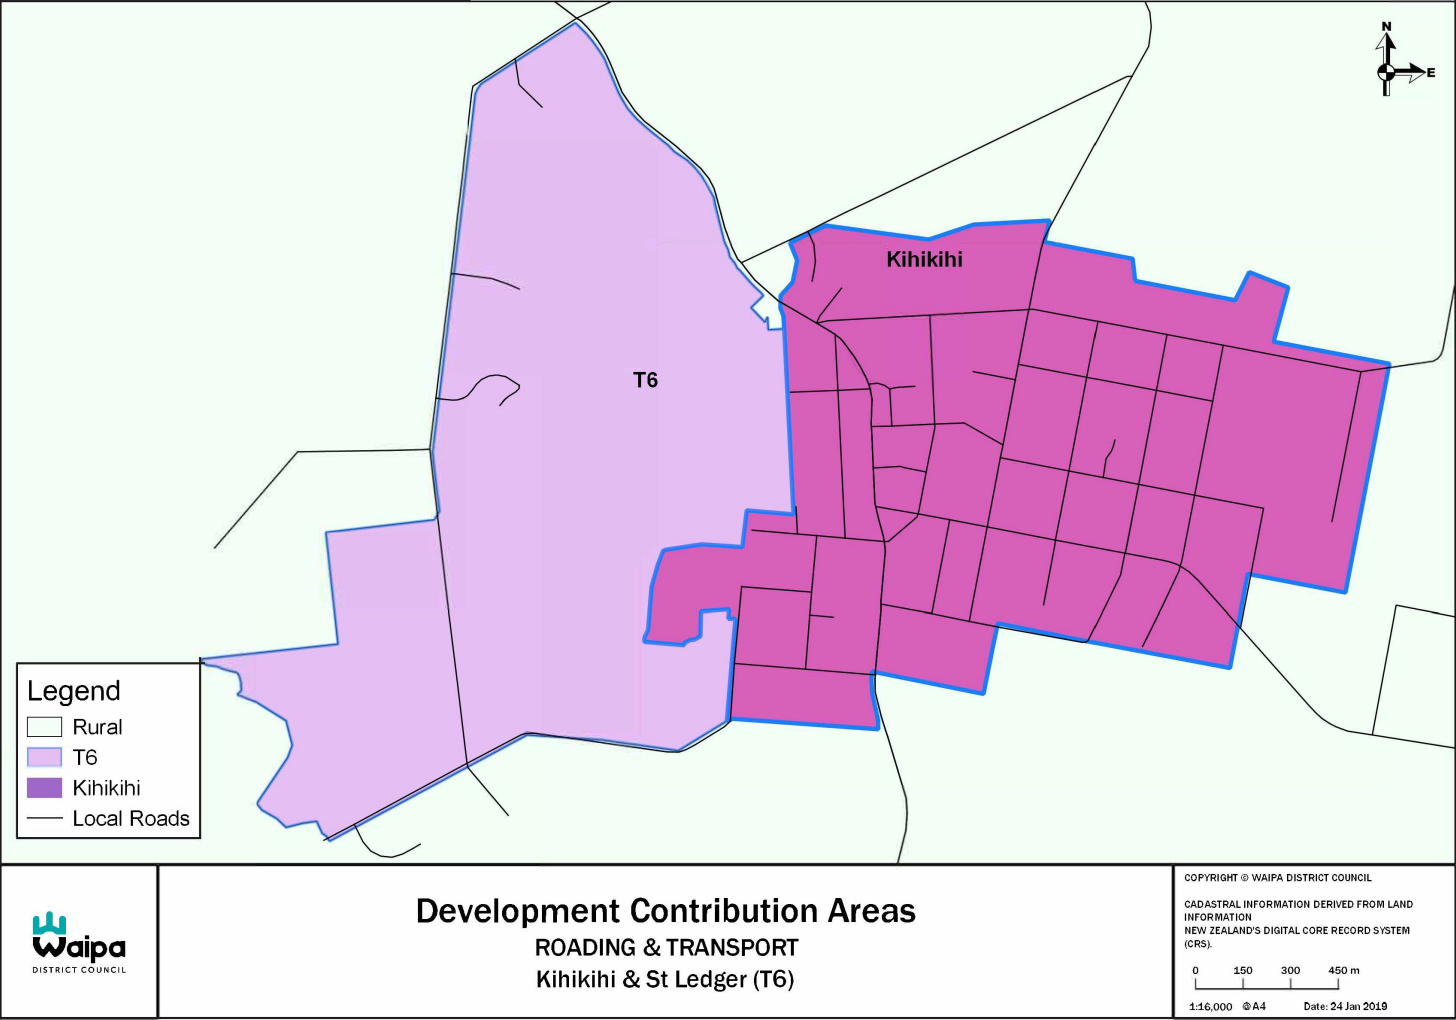 N
E
Kihikihi
T6
Legend
Rural
T6
Kihikihi
Local Roads
Waipa
DISTRICT COUNCIL
Development Contribution Areas
ROADING & TRANSPORT
Kihikihi & St Ledger (T6)
COPYRIGHT © WAIPA DISTRICT COUNCIL
CADASTRAL INFORMATION DERIVED FROM LAND
INFORMATION
NEW ZEALAND'S DIGITAL CORE RECORD SYSTEM
(CRS).
0 150 300 450 m
1:16,000 @ A4 Date: 24 Jan 2019